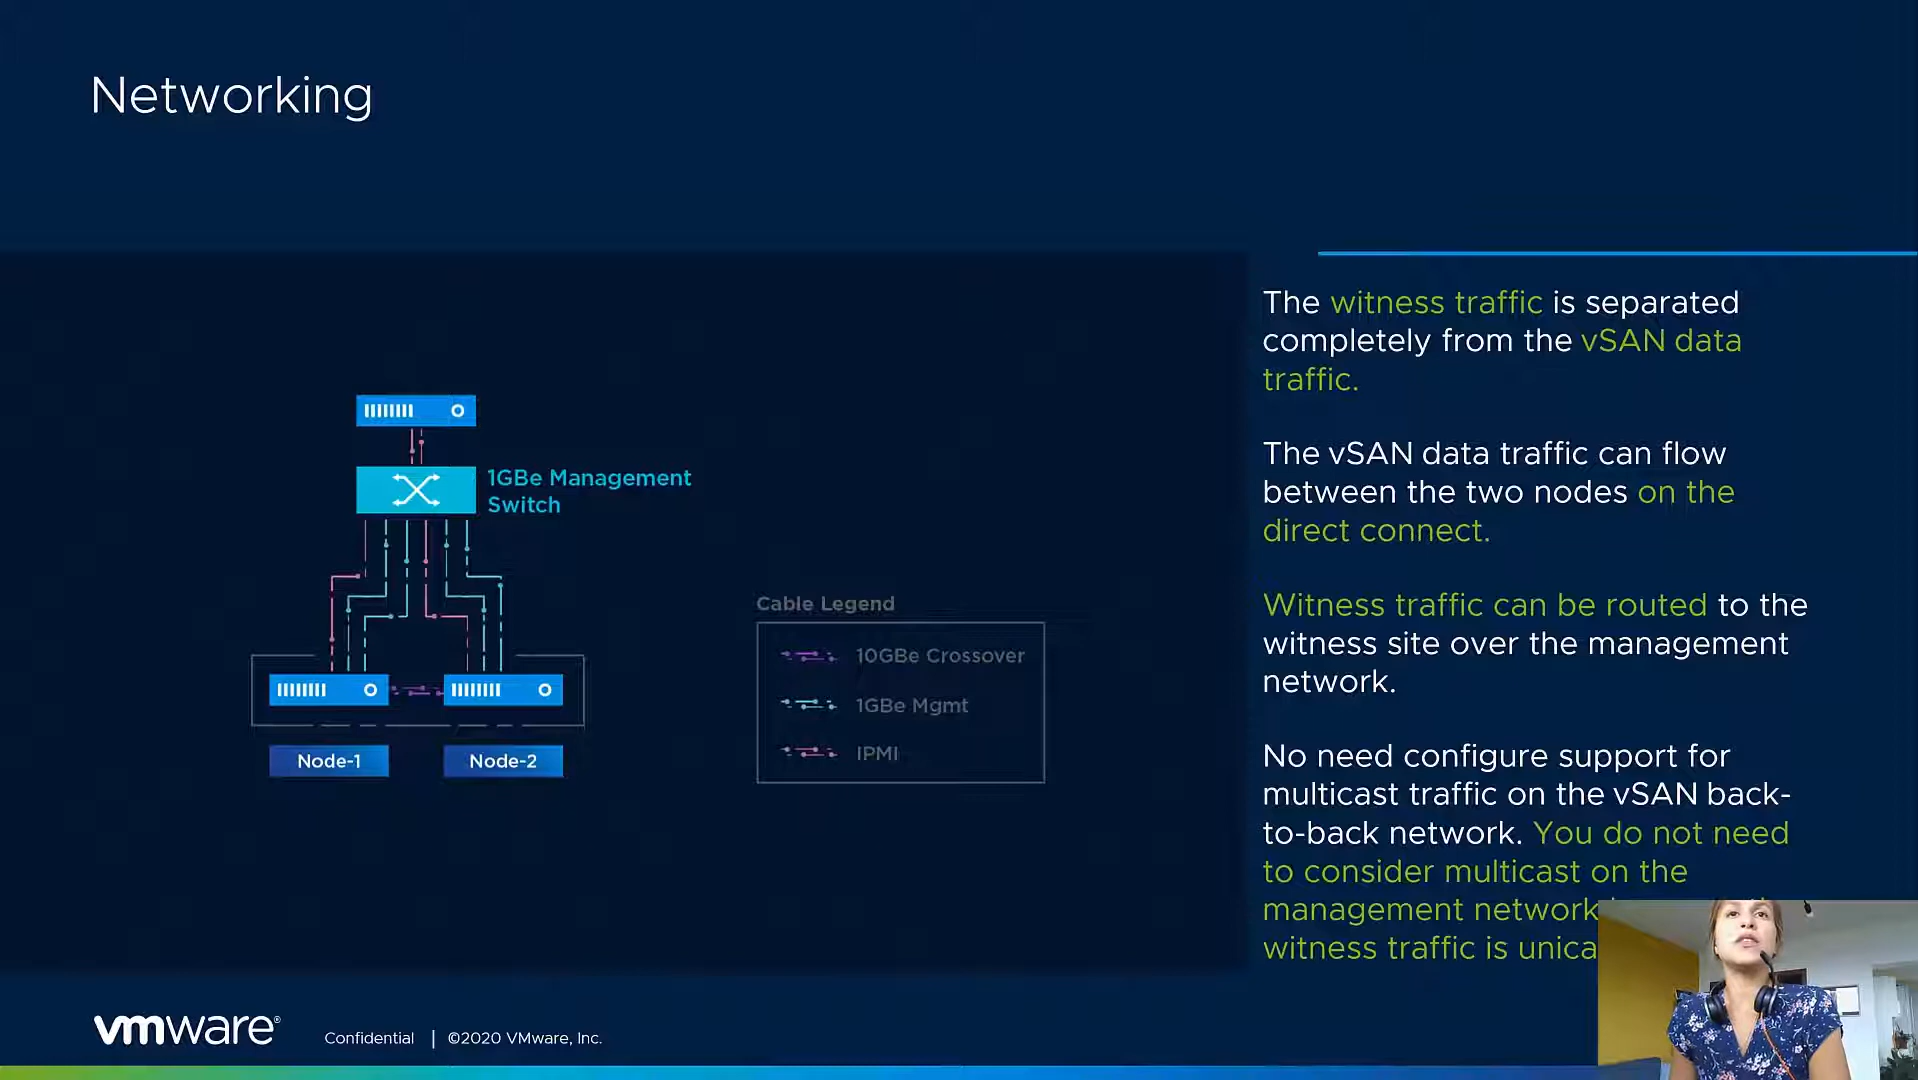 Networking
The witness traffic is separated
completely from the vSAN data
traffic.
The vSAN data traffic can flow
between the two nodes on the
direct connect.
Witness traffic can be routed to the
witness site over the management
network.
No need configure support for
multicast traffic on the vSAN back-
to-back network. You do not need
to consider multicast on the
management network
witness traffic is
1GBe Management
Switch
Node-1
Node-2
Cable Legend
10GBe Crossover
1GBe Mgmt
IPMI
vmware®
Confidential | ©2020 VMware, Inc.